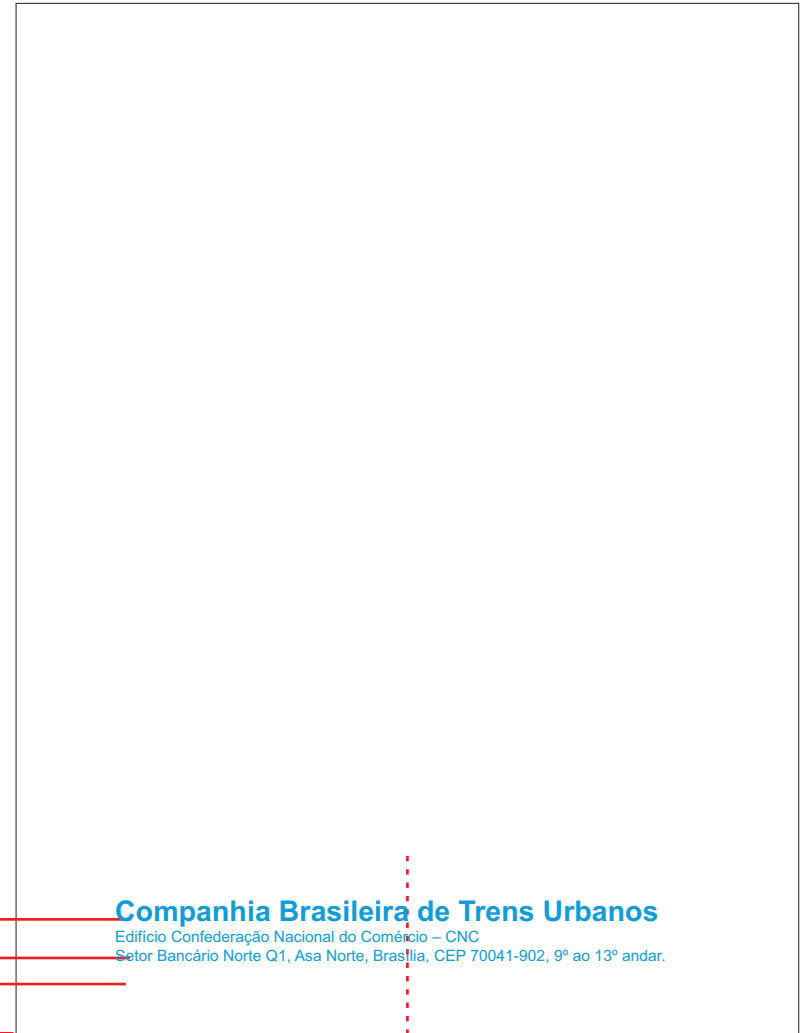 Companhia Brasileira de Trens Urbanos
Edifício Confederação Nacional do Comércio – CNC
Setor Bancário Norte Q1, Asa Norte, Brasília, CEP 70041-902, 9º ao 13º andar.